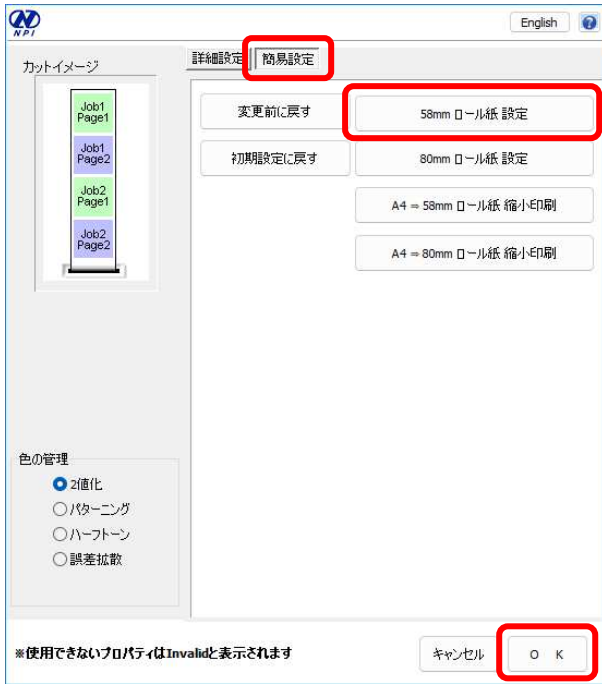 NPI
English
?
カットイメージ
Job1
Page1
Job1
Page2
Job2
Page1
Job2
Page2
詳細設定
簡易設定
変更前に戻す
58mm ロール紙 設定
初期設定に戻す
80mm ロール紙 設定
A4 ⇒ 58mm ロール紙 縮小印刷
A4 ⇒ 80mm ロール紙 縮小印刷
色の管理
2値化
パターニング
ハーフトーン
誤差拡散
※使用できないプロパティはInvalidと表示されます
キャンセル
O K